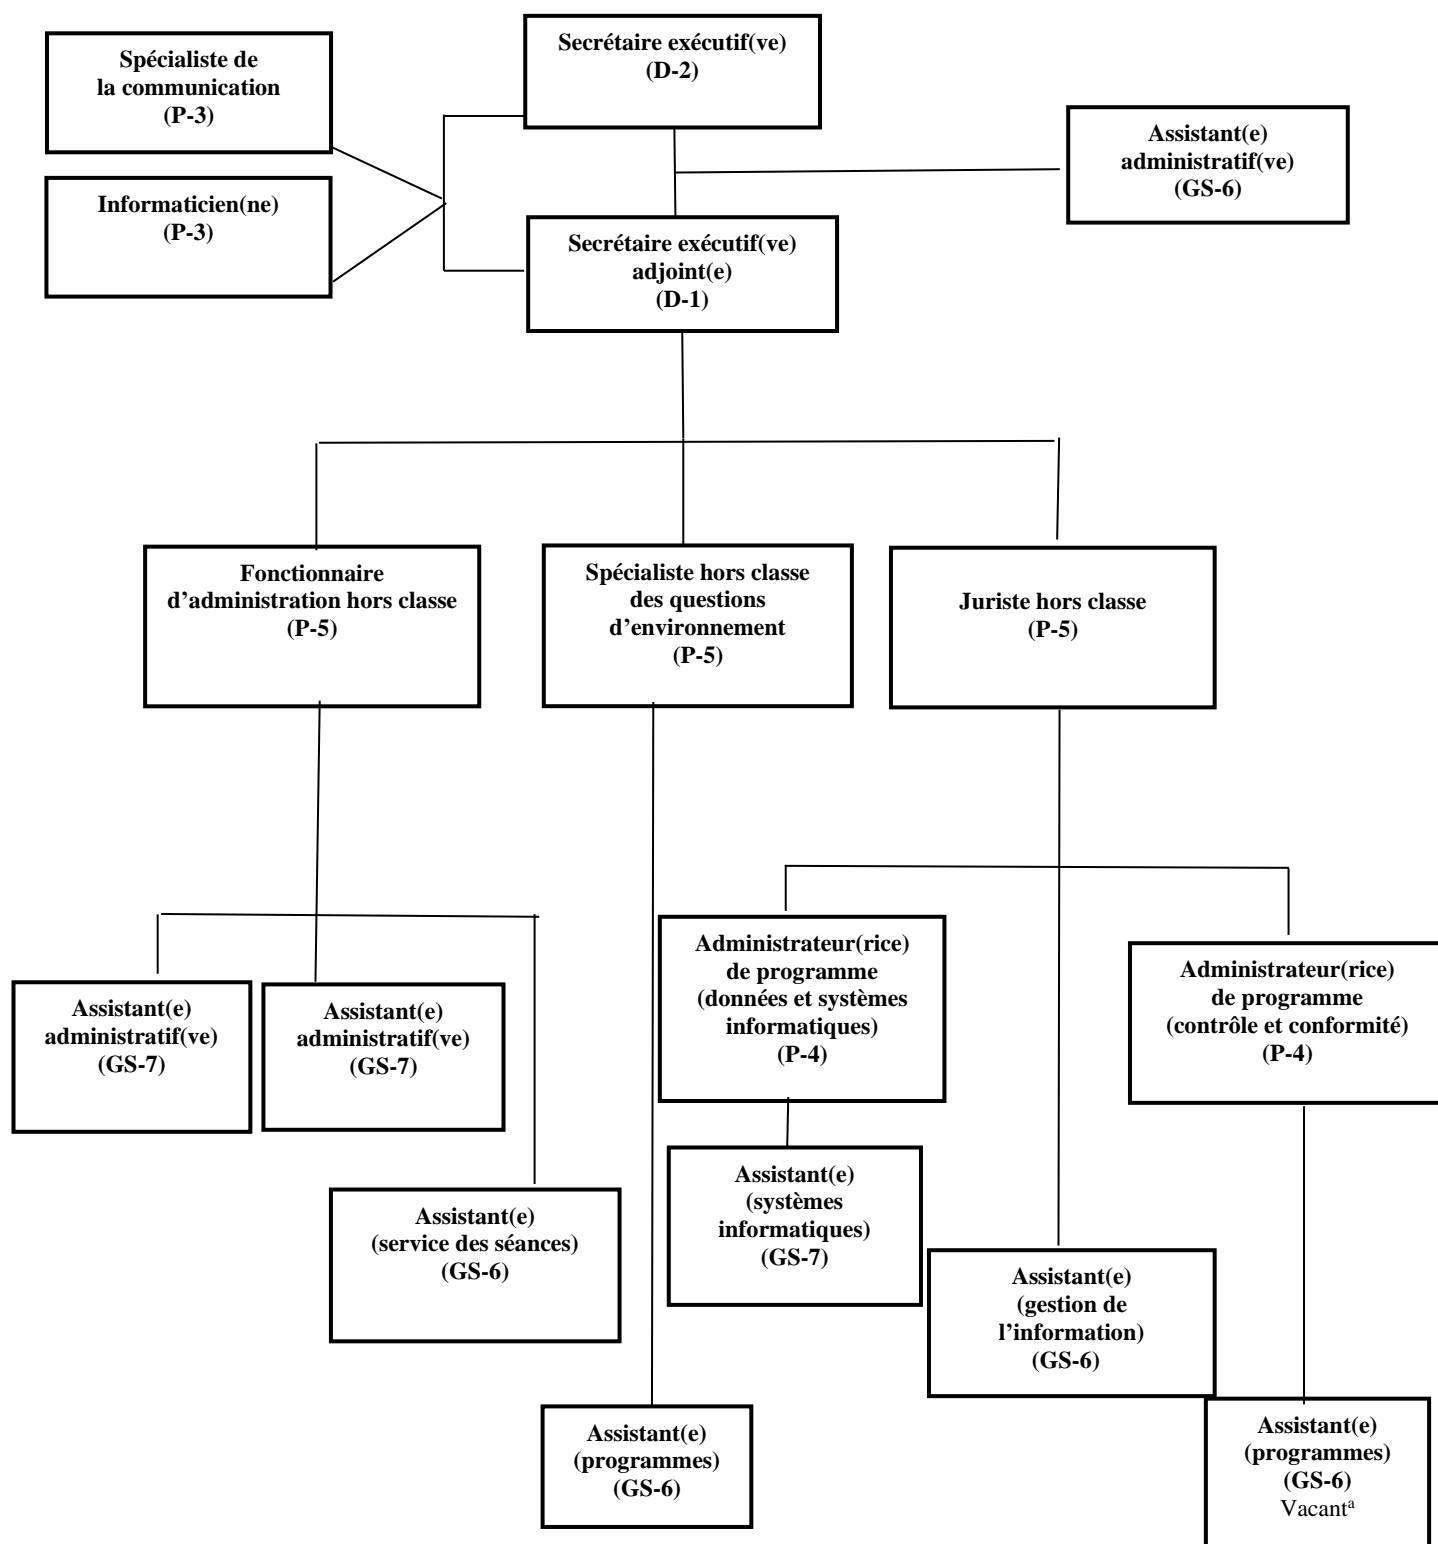 Spécialiste de
la communication
(P-3)
Secrétaire exécutif(ve)
(D-2)
Assistant(e)
administratif(ve)
(GS-6)
Informaticien(ne)
(P-3)
Secrétaire exécutif(ve)
adjoint(e)
(D-1)
Fonctionnaire
d’administration hors classe
(P-5)
Spécialiste hors classe
des questions
d’environnement
(P-5)
Juriste hors classe
(P-5)
Administrateur(rice)
de programme
(données et systèmes
informatiques)
(P-4)
Administrateur(rice)
de programme
(contrôle et conformité)
(P-4)
Assistant(e)
administratif(ve)
(GS-7)
Assistant(e)
administratif(ve)
(GS-7)
Assistant(e)
(systèmes
informatiques)
(GS-7)
Assistant(e)
(service des séances)
(GS-6)
Assistant(e)
(gestion de
l’information)
(GS-6)
Assistant(e)
(programmes)
(GS-6)
Assistant(e)
(programmes)
(GS-6)
Vacantᵃ